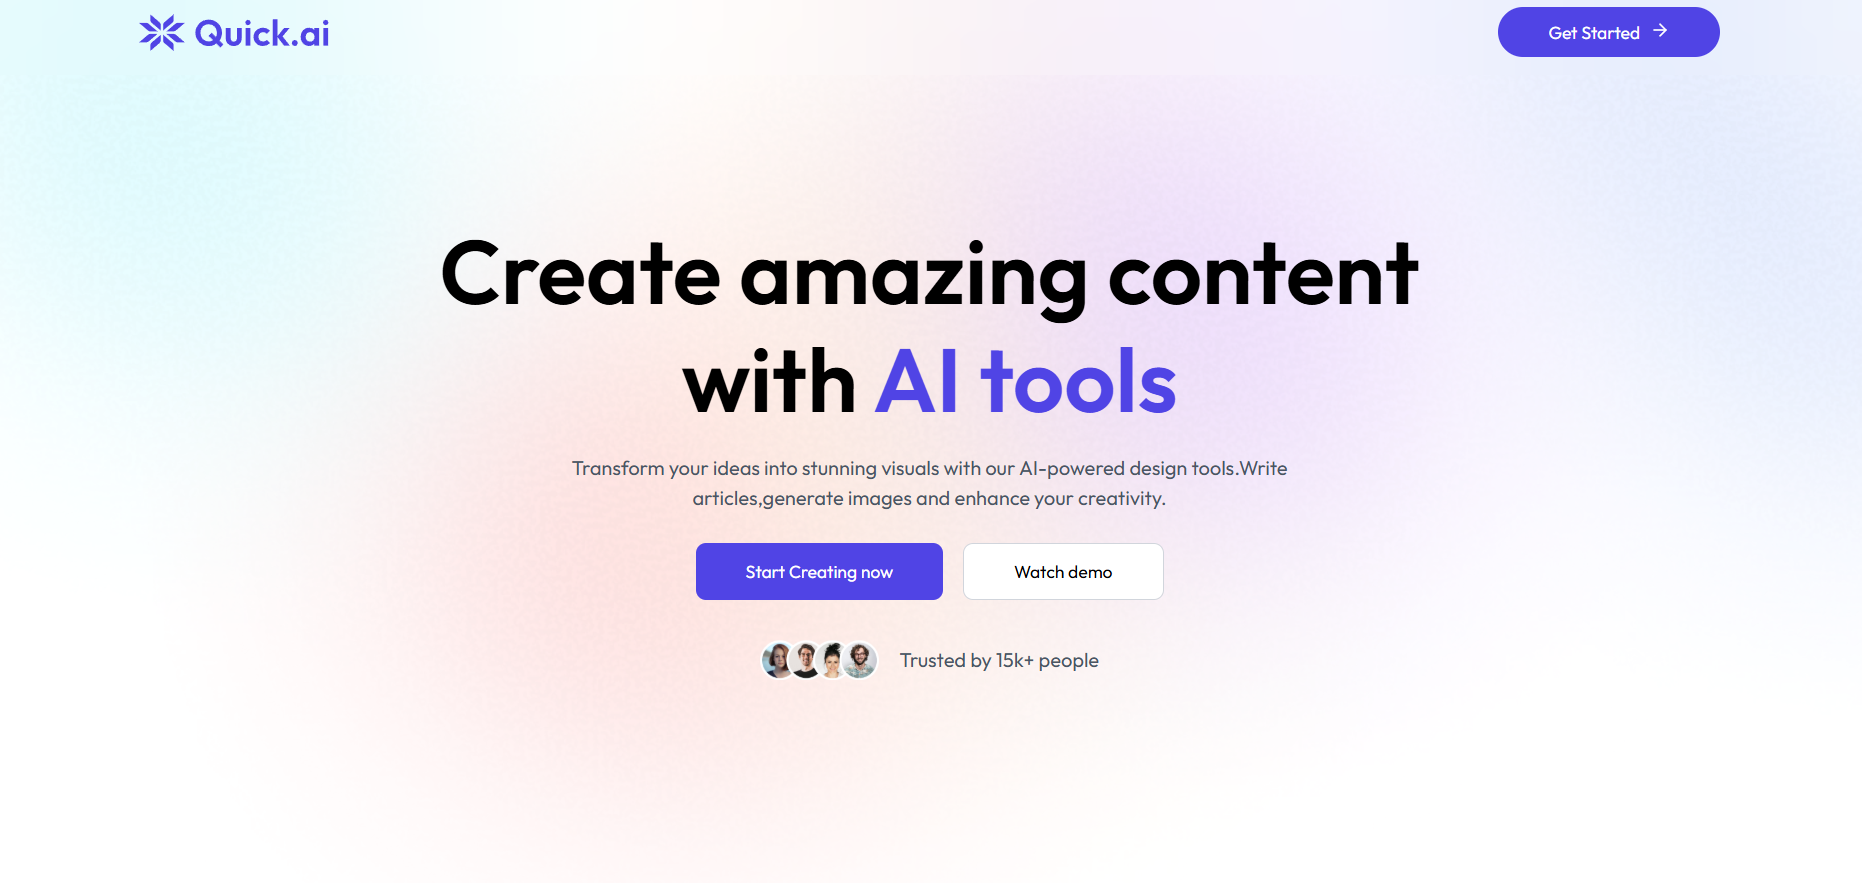 Quick.ai
Get Started
Create amazing content
with AI tools
Transform your ideas into stunning visuals with our AI-powered design tools.Write
articles,generate images and enhance your creativity.
Start Creating now
Watch demo
Trusted by 15k+ people